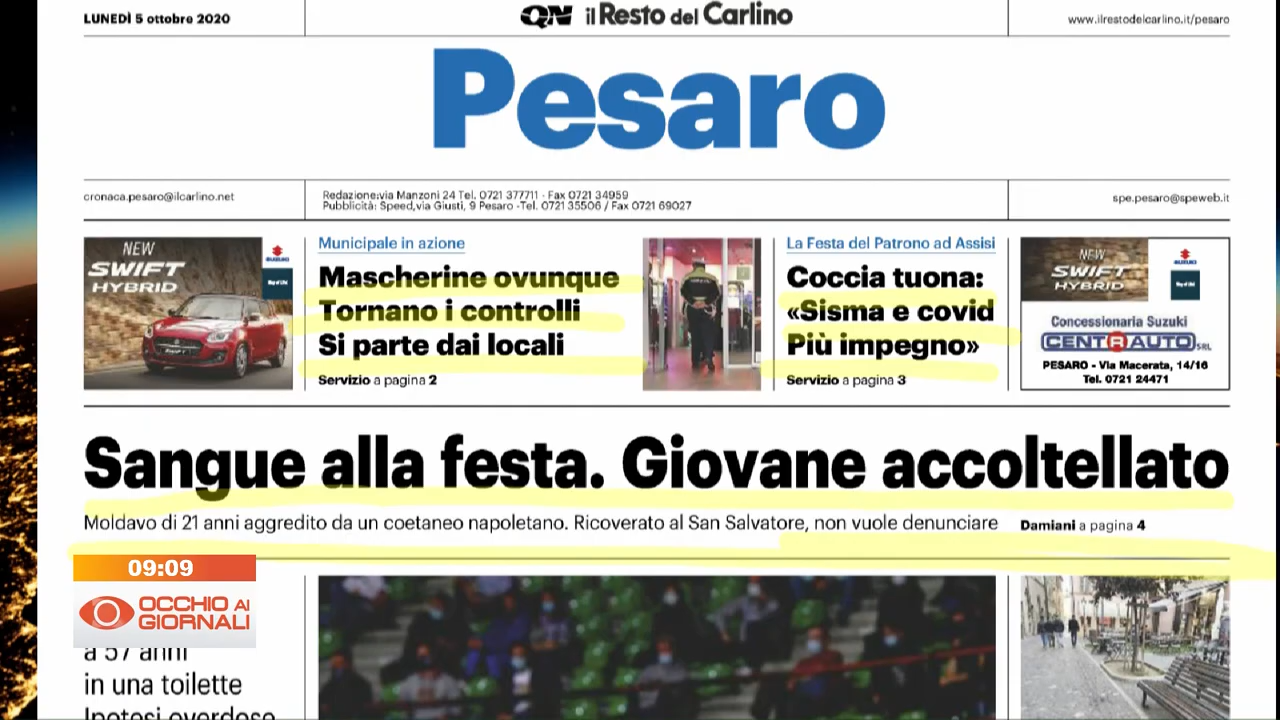 LUNEDÌ 5 ottobre 2020
QN il Resto del Carlino
www.ilrestodelcarlino.it/pesaro
Pesaro
cronaca.pesaro@ilcarlino.net
Redazione:via Manzoni 24 Tel. 0721 377711 - Fax 0721 34959
Pubblicità: Speed,via Giusti, 9 Pesaro -Tel. 0721 35506 / Fax 0721 69027
spe.pesaro@speweb.it
NEW
SWIFT
HYBRID
SUZUKI
Municipale in azione
Mascherine ovunque
Tornano i controlli
Si parte dai locali
Servizio a pagina 2
La Festa del Patrono ad Assisi
Coccia tuona:
«Sisma e covid
Più impegno»
Servizio a pagina 3
NEW
SWIFT
HYBRID
SUZUKI
Concessionaria Suzuki
CENTRAUTO SRL
PESARO - Via Macerata, 14/16
Tel. 0721 24471
Sangue alla festa. Giovane accoltellato
Moldavo di 21 anni aggredito da un coetaneo napoletano. Ricoverato al San Salvatore, non vuole denunciare
Damiani a pagina 4
09:09
OCCHIO AI
GIORNALI
a 57 anni
in una toilette
Ipotesi overdose